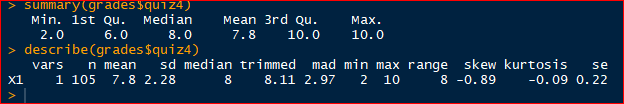 > summary(grades$quiz4)
Min. 1st Qu. Median Mean 3rd Qu. Max.
2.0 6.0 8.0 7.8 10.0 10.0
> describe(grades$quiz4)
vars n mean sd median trimmed mad min max range skew kurtosis se
X1 1 105 7.8 2.28 8 8.11 2.97 2 10 8 -0.89 -0.09 0.22
>